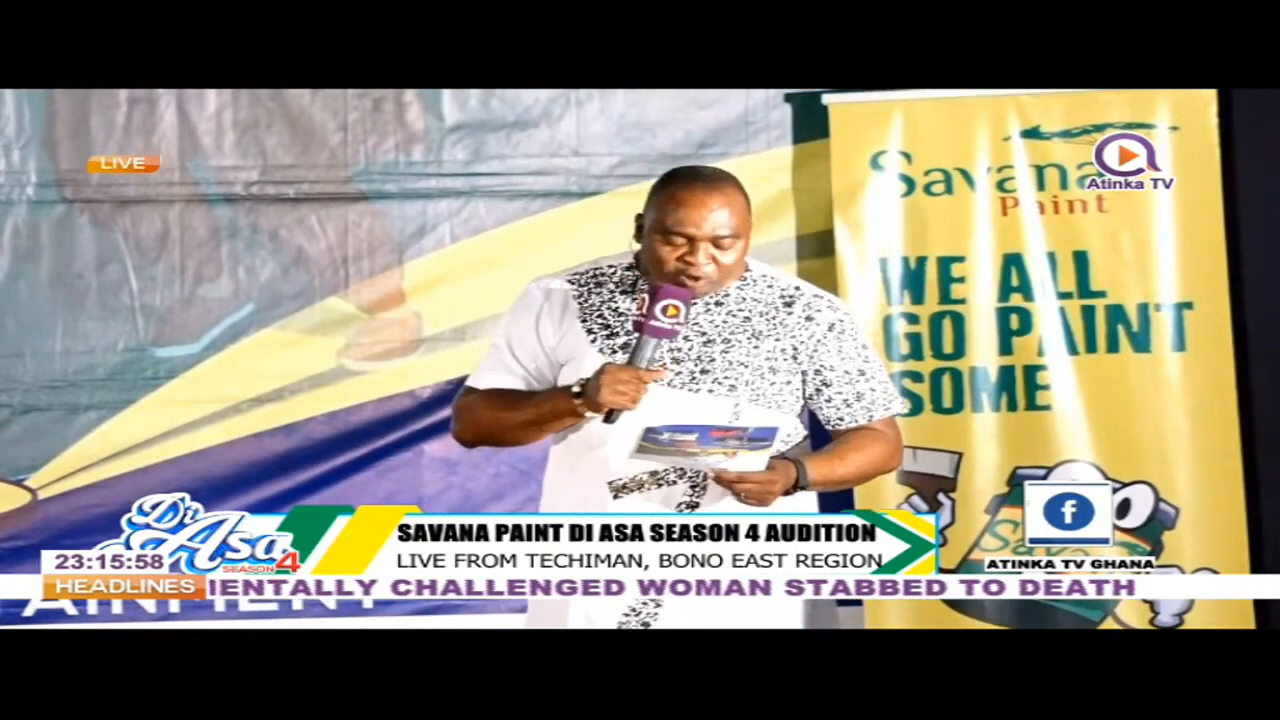 LIVE
Savana
Paint
Atinka TV
WE ALL
GO PAINT
SOME
Di Asa
SEASON 4
SAVANA PAINT DI ASA SEASON 4 AUDITION
LIVE FROM TECHIMAN, BONO EAST REGION
ATINKA TV GHANA
23:15:58
HEADLINES
IENTALLY CHALLENGED WOMAN STABBED TO DEATH